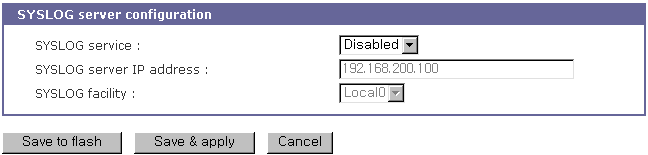 SYSLOG server configuration
SYSLOG service : Disabled
SYSLOG server IP address : 192.168.200.100
SYSLOG facility : Local0
Save to flash Save & apply Cancel